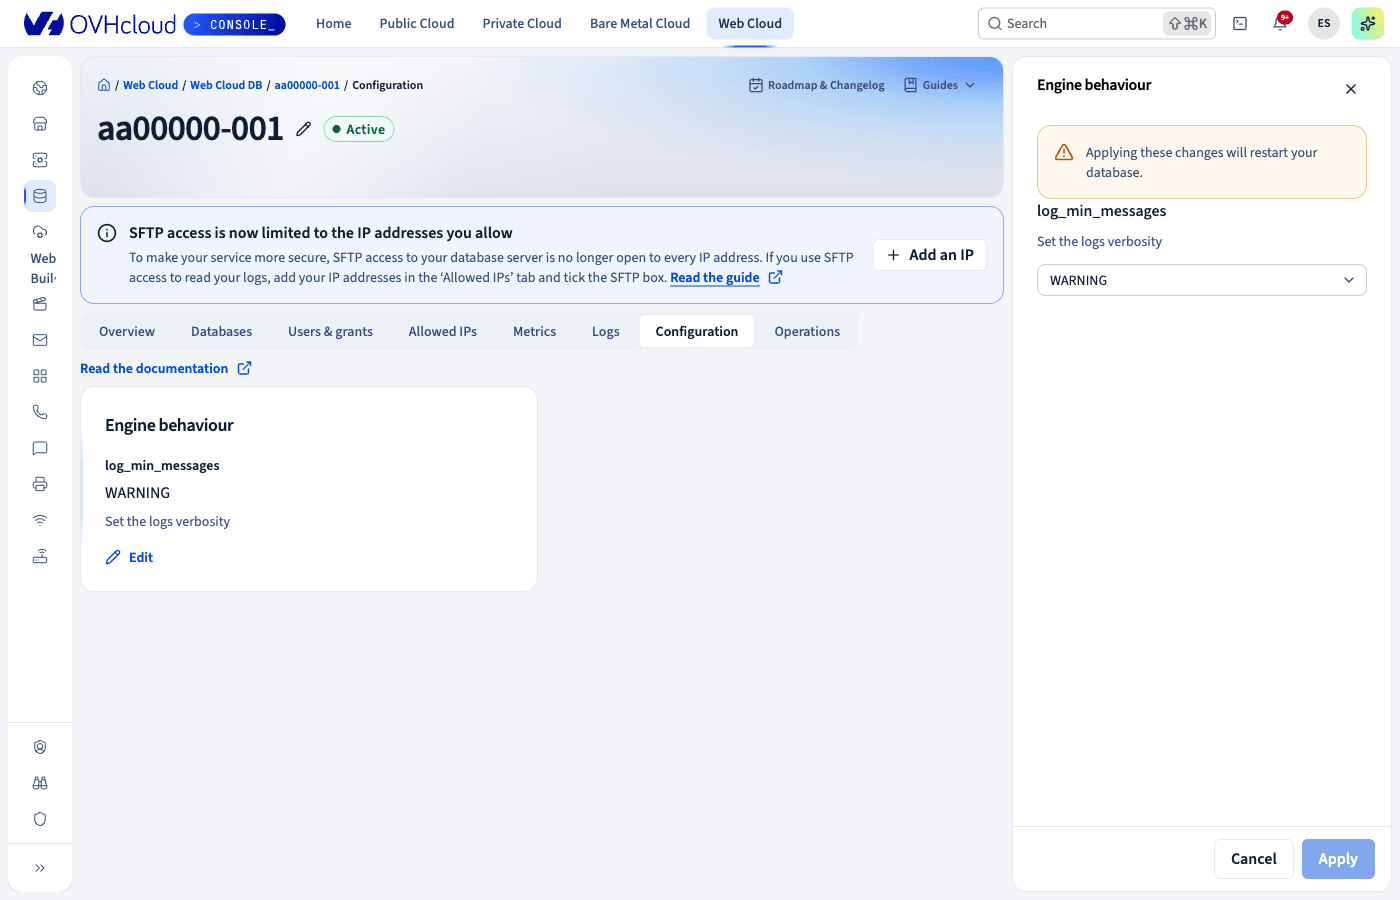 OVHcloud > CONSOLE_
Home
Public Cloud
Private Cloud
Bare Metal Cloud
Web Cloud
Search
⇧⌘K
9+
ES
/ Web Cloud / Web Cloud DB / aa00000-001 / Configuration
Roadmap & Changelog
Guides
aa00000-001
Active
SFTP access is now limited to the IP addresses you allow
To make your service more secure, SFTP access to your database server is no longer open to every IP address. If you use SFTP
access to read your logs, add your IP addresses in the ‘Allowed IPs’ tab and tick the SFTP box. Read the guide
Add an IP
Web
Buil
Overview
Databases
Users & grants
Allowed IPs
Metrics
Logs
Configuration
Operations
Read the documentation
Engine behaviour
log_min_messages
WARNING
Set the logs verbosity
Edit
Engine behaviour
Applying these changes will restart your
database.
log_min_messages
Set the logs verbosity
WARNING
Cancel
Apply